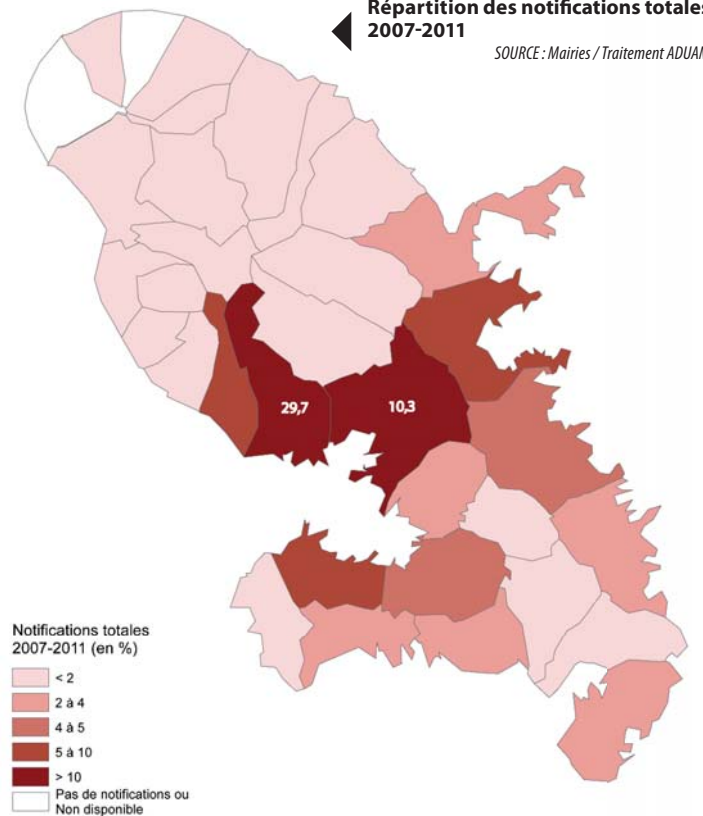 Répartition des notifications totales
2007-2011
SOURCE : Mairies / Traitement ADUAM
29,7
10,3
Notifications totales
2007-2011 (en %)
< 2
2 à 4
4 à 5
5 à 10
> 10
Pas de notifications ou
Non disponible